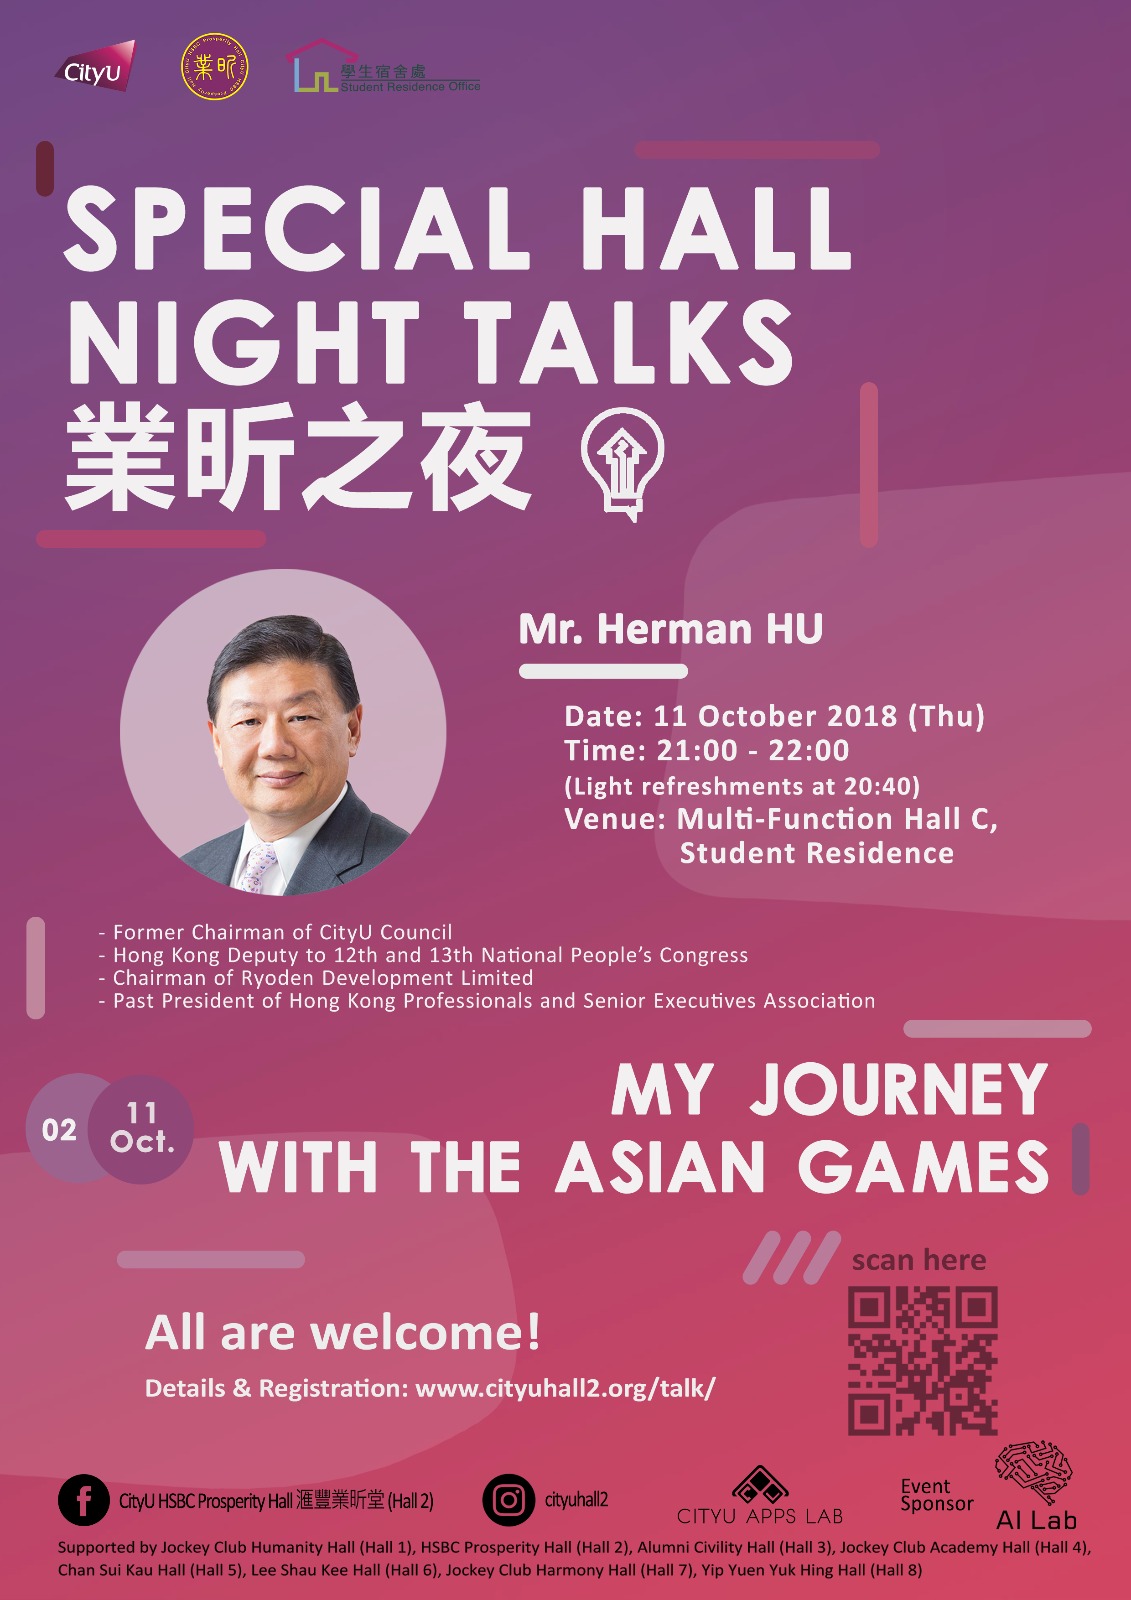 CityU
業昕
學生宿舍處
Student Residence Office
SPECIAL HALL
NIGHT TALKS
業昕之夜
Mr. Herman HU
Date: 11 October 2018 (Thu)
Time: 21:00 - 22:00
(Light refreshments at 20:40)
Venue: Multi-Function Hall C,
Student Residence
- Former Chairman of CityU Council
- Hong Kong Deputy to 12th and 13th National People's Congress
- Chairman of Ryoden Development Limited
- Past President of Hong Kong Professionals and Senior Executives Association
02
11
Oct.
MY JOURNEY
WITH THE ASIAN GAMES
scan here
All are welcome!
Details & Registration: www.cityuhall2.org/talk/
CityU HSBC Prosperity Hall 滙豐業昕堂 (Hall 2)
cityuhall2
CITYU APPS LAB
Event
Sponsor
AI Lab
Supported by Jockey Club Humanity Hall (Hall 1), HSBC Prosperity Hall (Hall 2), Alumni Civility Hall (Hall 3), Jockey Club Academy Hall (Hall 4),
Chan Sui Kau Hall (Hall 5), Lee Shau Kee Hall (Hall 6), Jockey Club Harmony Hall (Hall 7), Yip Yuen Yuk Hing Hall (Hall 8)